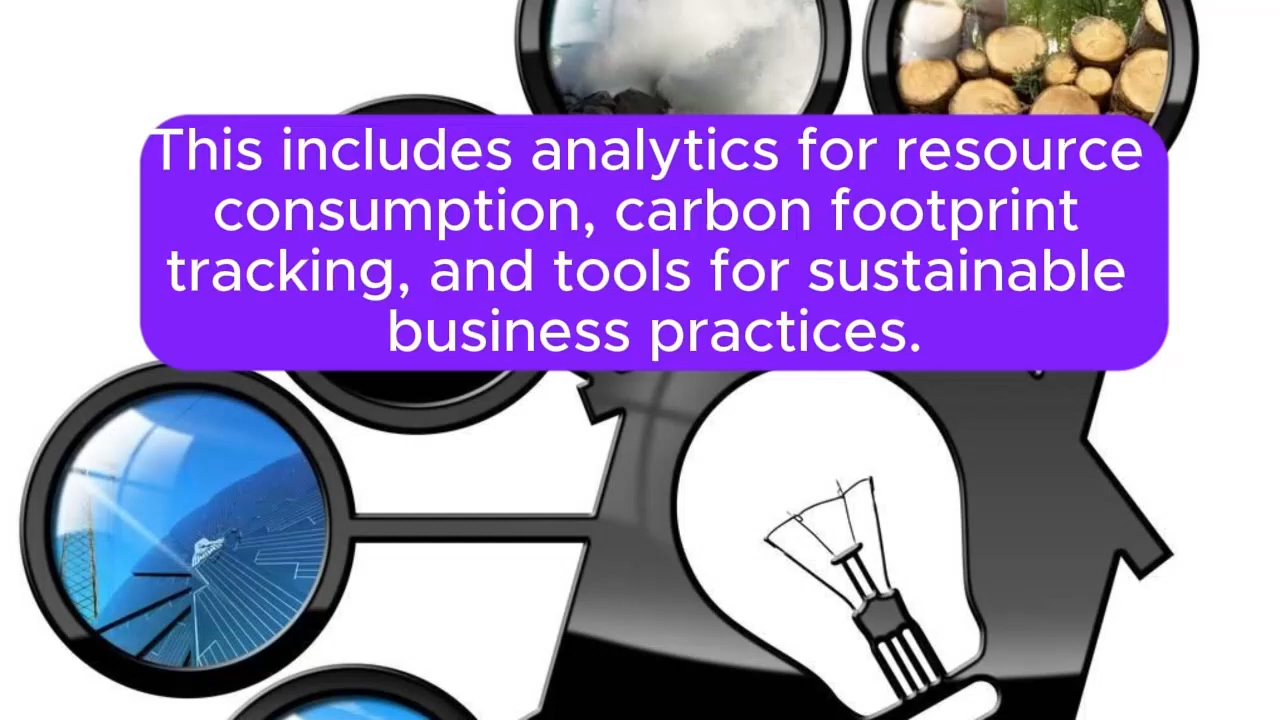 This includes analytics for resource
consumption, carbon footprint
tracking, and tools for sustainable
business practices.